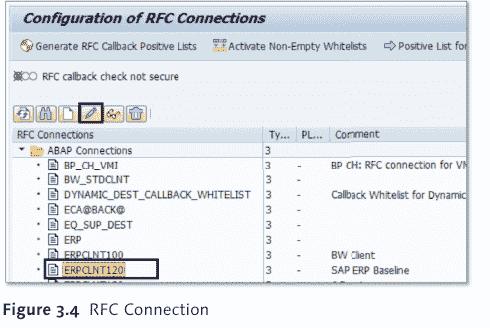 Configuration of RFC Connections
Generate RFC Callback Positive Lists Activate Non-Empty Whitelists Positive List for
RFC callback check not secure
RFC Connections Ty... PL... Comment
ABAP Connections 3
BP_CH_VMI 3 - BP CH: RFC connection for VM
BW_STDCLNT 3 -
DYNAMIC_DEST_CALLBACK_WHITELIST 3 - Callback Whitelist for Dynamic
ECA@BACK@ 3 -
EQ_SUP_DEST 3 -
ERP 3 -
ERPCLNT100 3 - BW Client
ERPCLNT120 3 - SAP ERP Baseline
Figure 3.4 RFC Connection